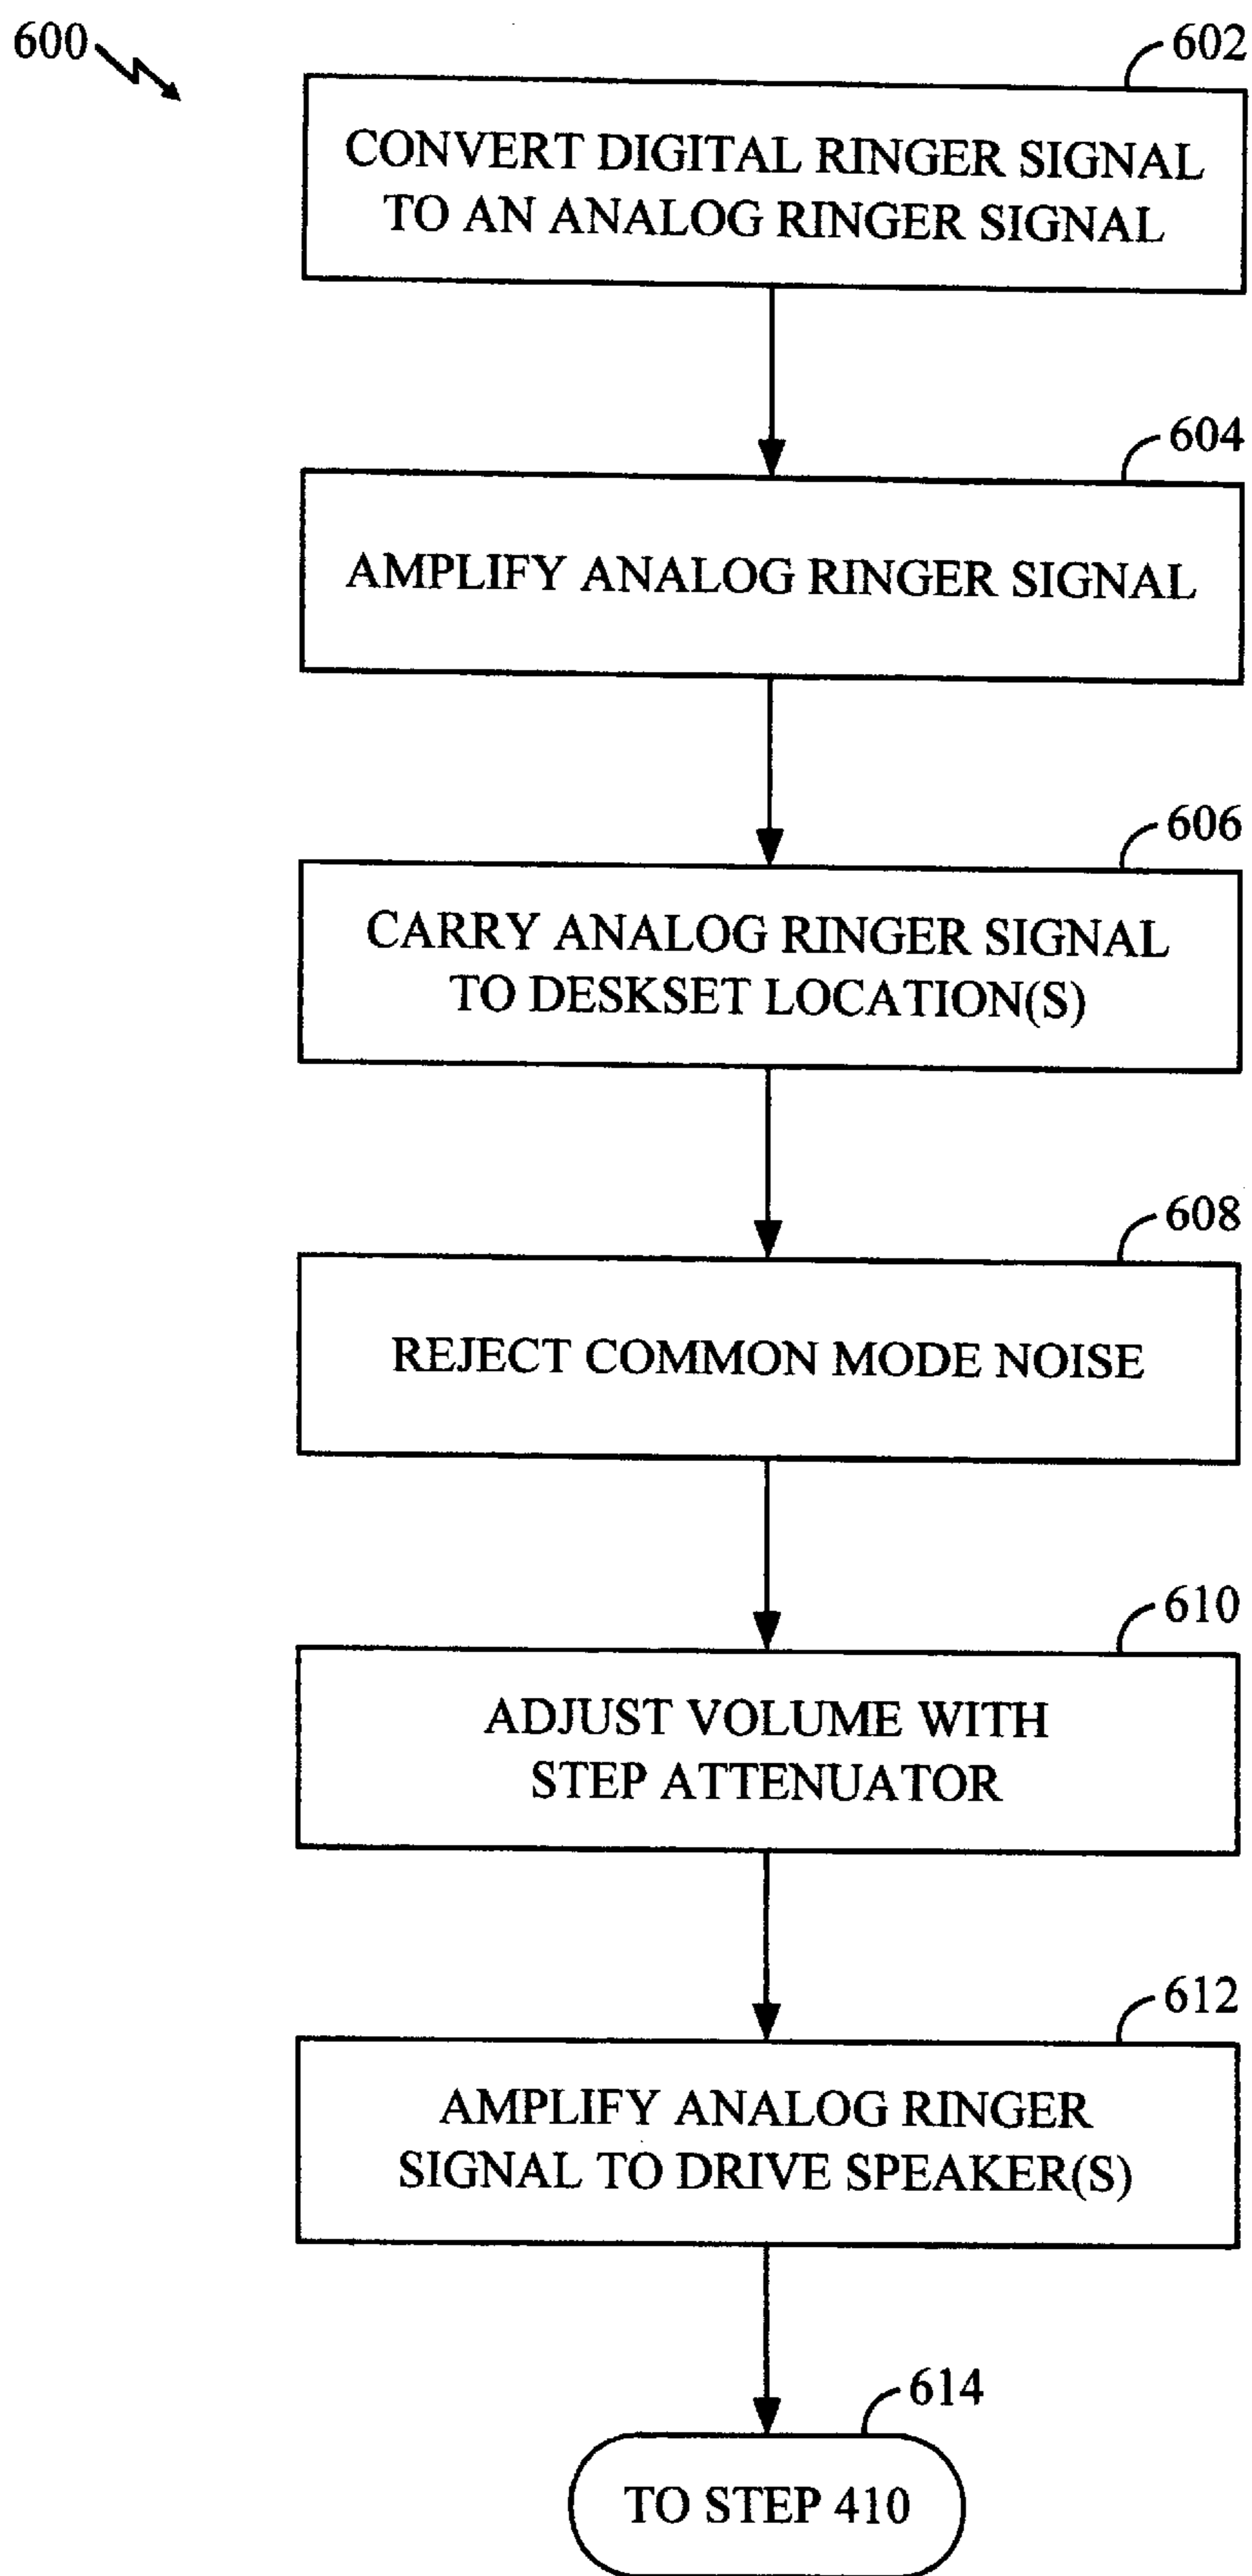 600
602
CONVERT DIGITAL RINGER SIGNAL
TO AN ANALOG RINGER SIGNAL
604
AMPLIFY ANALOG RINGER SIGNAL
606
CARRY ANALOG RINGER SIGNAL
TO DESKSET LOCATION(S)
608
REJECT COMMON MODE NOISE
610
ADJUST VOLUME WITH
STEP ATTENUATOR
612
AMPLIFY ANALOG RINGER
SIGNAL TO DRIVE SPEAKER(S)
614
TO STEP 410